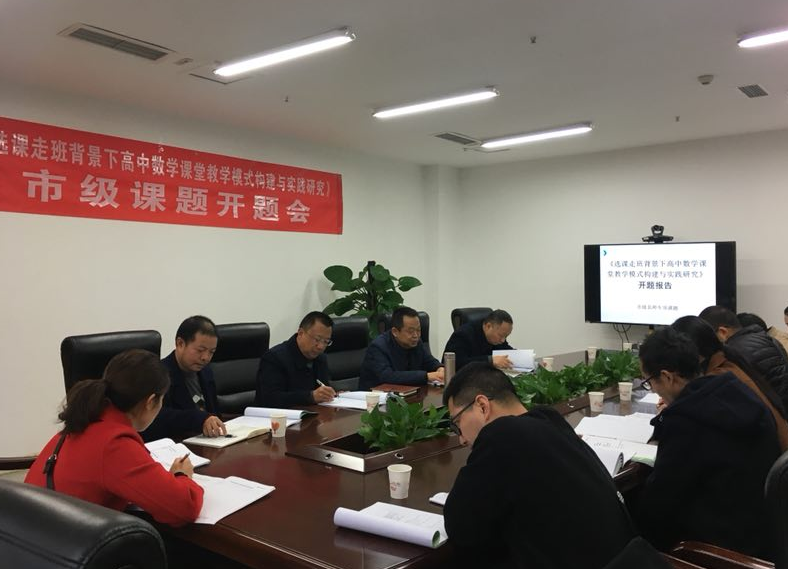 选课走班背景下高中数学课堂教学模式构建与实践研究》
市级课题开题会
《选课走班背景下高中数学课
堂教学模式构建与实践研究》
开题报告